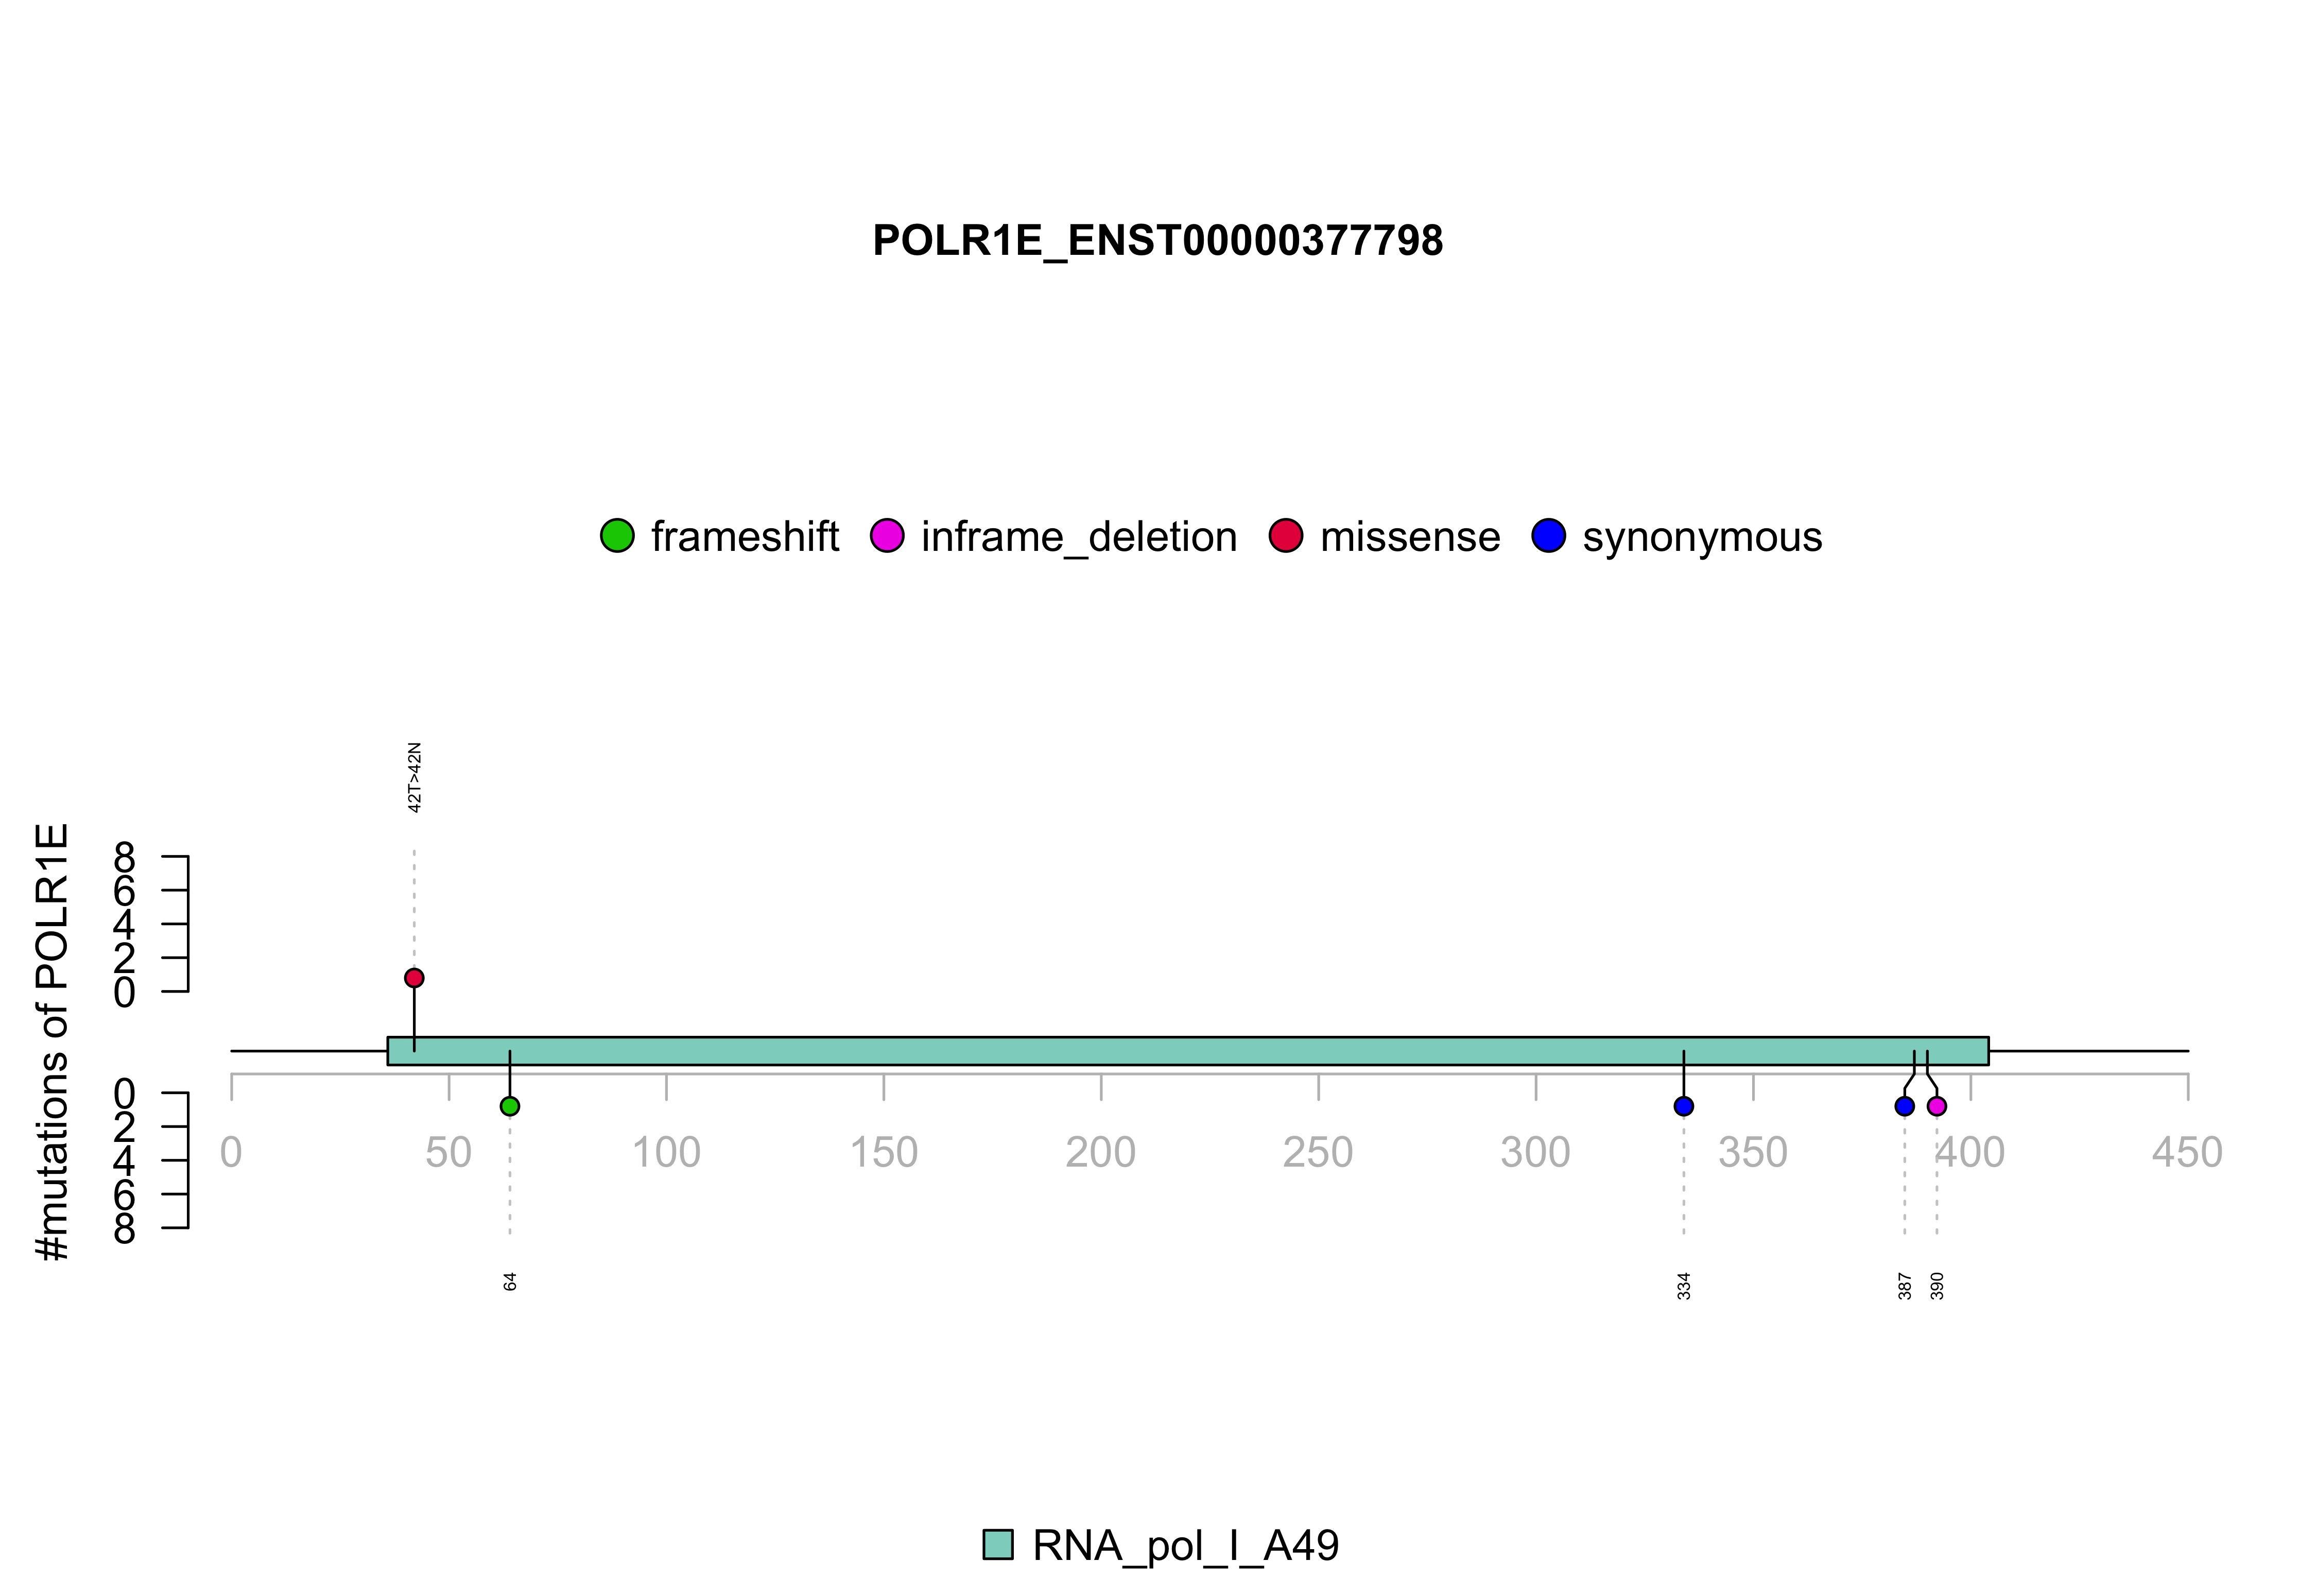 POLR1E_ENST00000377798
frameshift inframe_deletion missense synonymous
42T>42N
#mutations of POLR1E
8
6
4
2
0
0
2
4
6
8
0 50 100 150 200 250 300 350 400 450
64 334 387 390
RNA_pol_I_A49